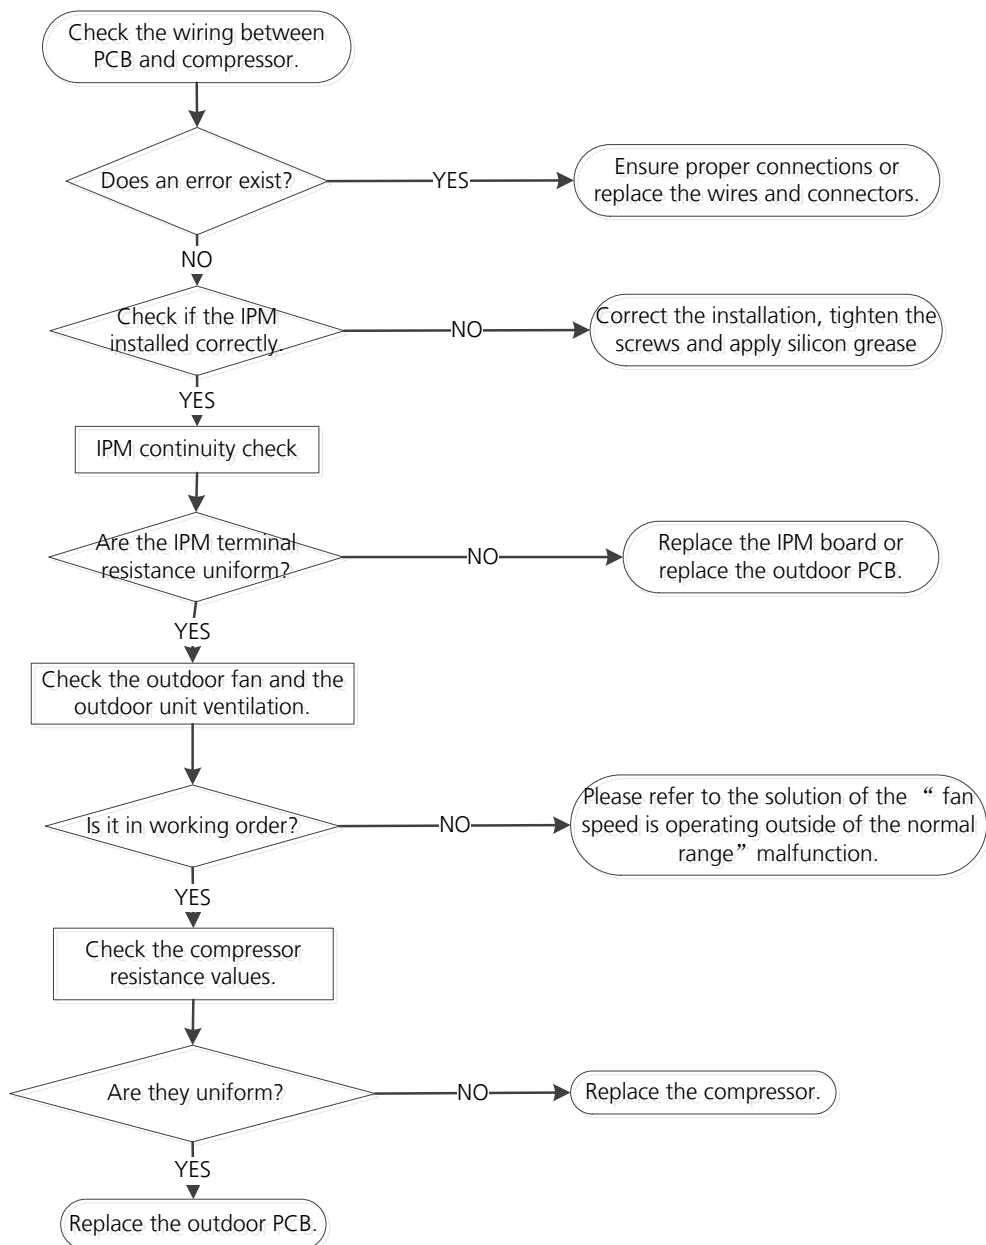 Check the wiring between
PCB and compressor.
Does an error exist?
YES
Ensure proper connections or
replace the wires and connectors.
NO
Check if the IPM
installed correctly.
NO
Correct the installation, tighten the
screws and apply silicon grease
YES
IPM continuity check
Are the IPM terminal
resistance uniform?
NO
Replace the IPM board or
replace the outdoor PCB.
YES
Check the outdoor fan and the
outdoor unit ventilation.
Is it in working order?
NO
Please refer to the solution of the “ fan
speed is operating outside of the normal
range” malfunction.
YES
Check the compressor
resistance values.
Are they uniform?
NO
Replace the compressor.
YES
Replace the outdoor PCB.